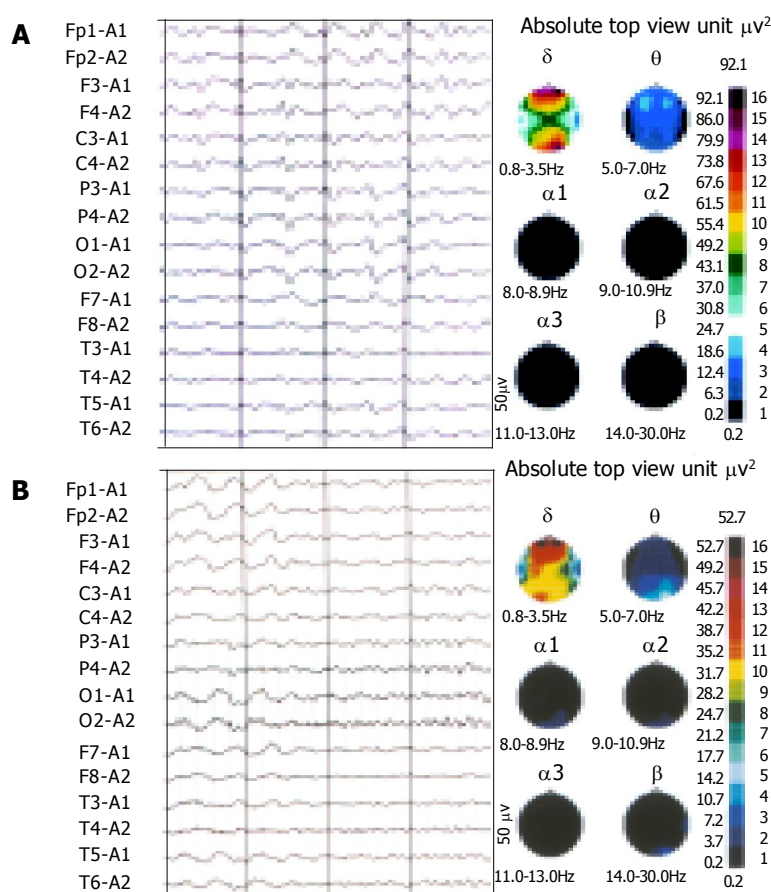 A
Fp1-A1
Fp2-A2
F3-A1
F4-A2
C3-A1
C4-A2
P3-A1
P4-A2
O1-A1
O2-A2
F7-A1
F8-A2
T3-A1
T4-A2
T5-A1
T6-A2
50μv
Absolute top view unit μv²
δ θ
0.8-3.5Hz 5.0-7.0Hz
α1 α2
8.0-8.9Hz 9.0-10.9Hz
α3 β
11.0-13.0Hz 14.0-30.0Hz
92.1
92.1 16
86.0 15
79.9 14
73.8 13
67.6 12
61.5 11
55.4 10
49.2 9
43.1 8
37.0 7
30.8 6
24.7 5
18.6 4
12.4 3
6.3 2
0.2 1
0.2
B
Fp1-A1
Fp2-A2
F3-A1
F4-A2
C3-A1
C4-A2
P3-A1
P4-A2
O1-A1
O2-A2
F7-A1
F8-A2
T3-A1
T4-A2
T5-A1
T6-A2
50 μv
Absolute top view unit μv²
δ θ
0.8-3.5Hz 5.0-7.0Hz
α1 α2
8.0-8.9Hz 9.0-10.9Hz
α3 β
11.0-13.0Hz 14.0-30.0Hz
52.7
52.7 16
49.2 15
45.7 14
42.2 13
38.7 12
35.2 11
31.7 10
28.2 9
24.7 8
21.2 7
17.7 6
14.2 5
10.7 4
7.2 3
3.7 2
0.2 1
0.2